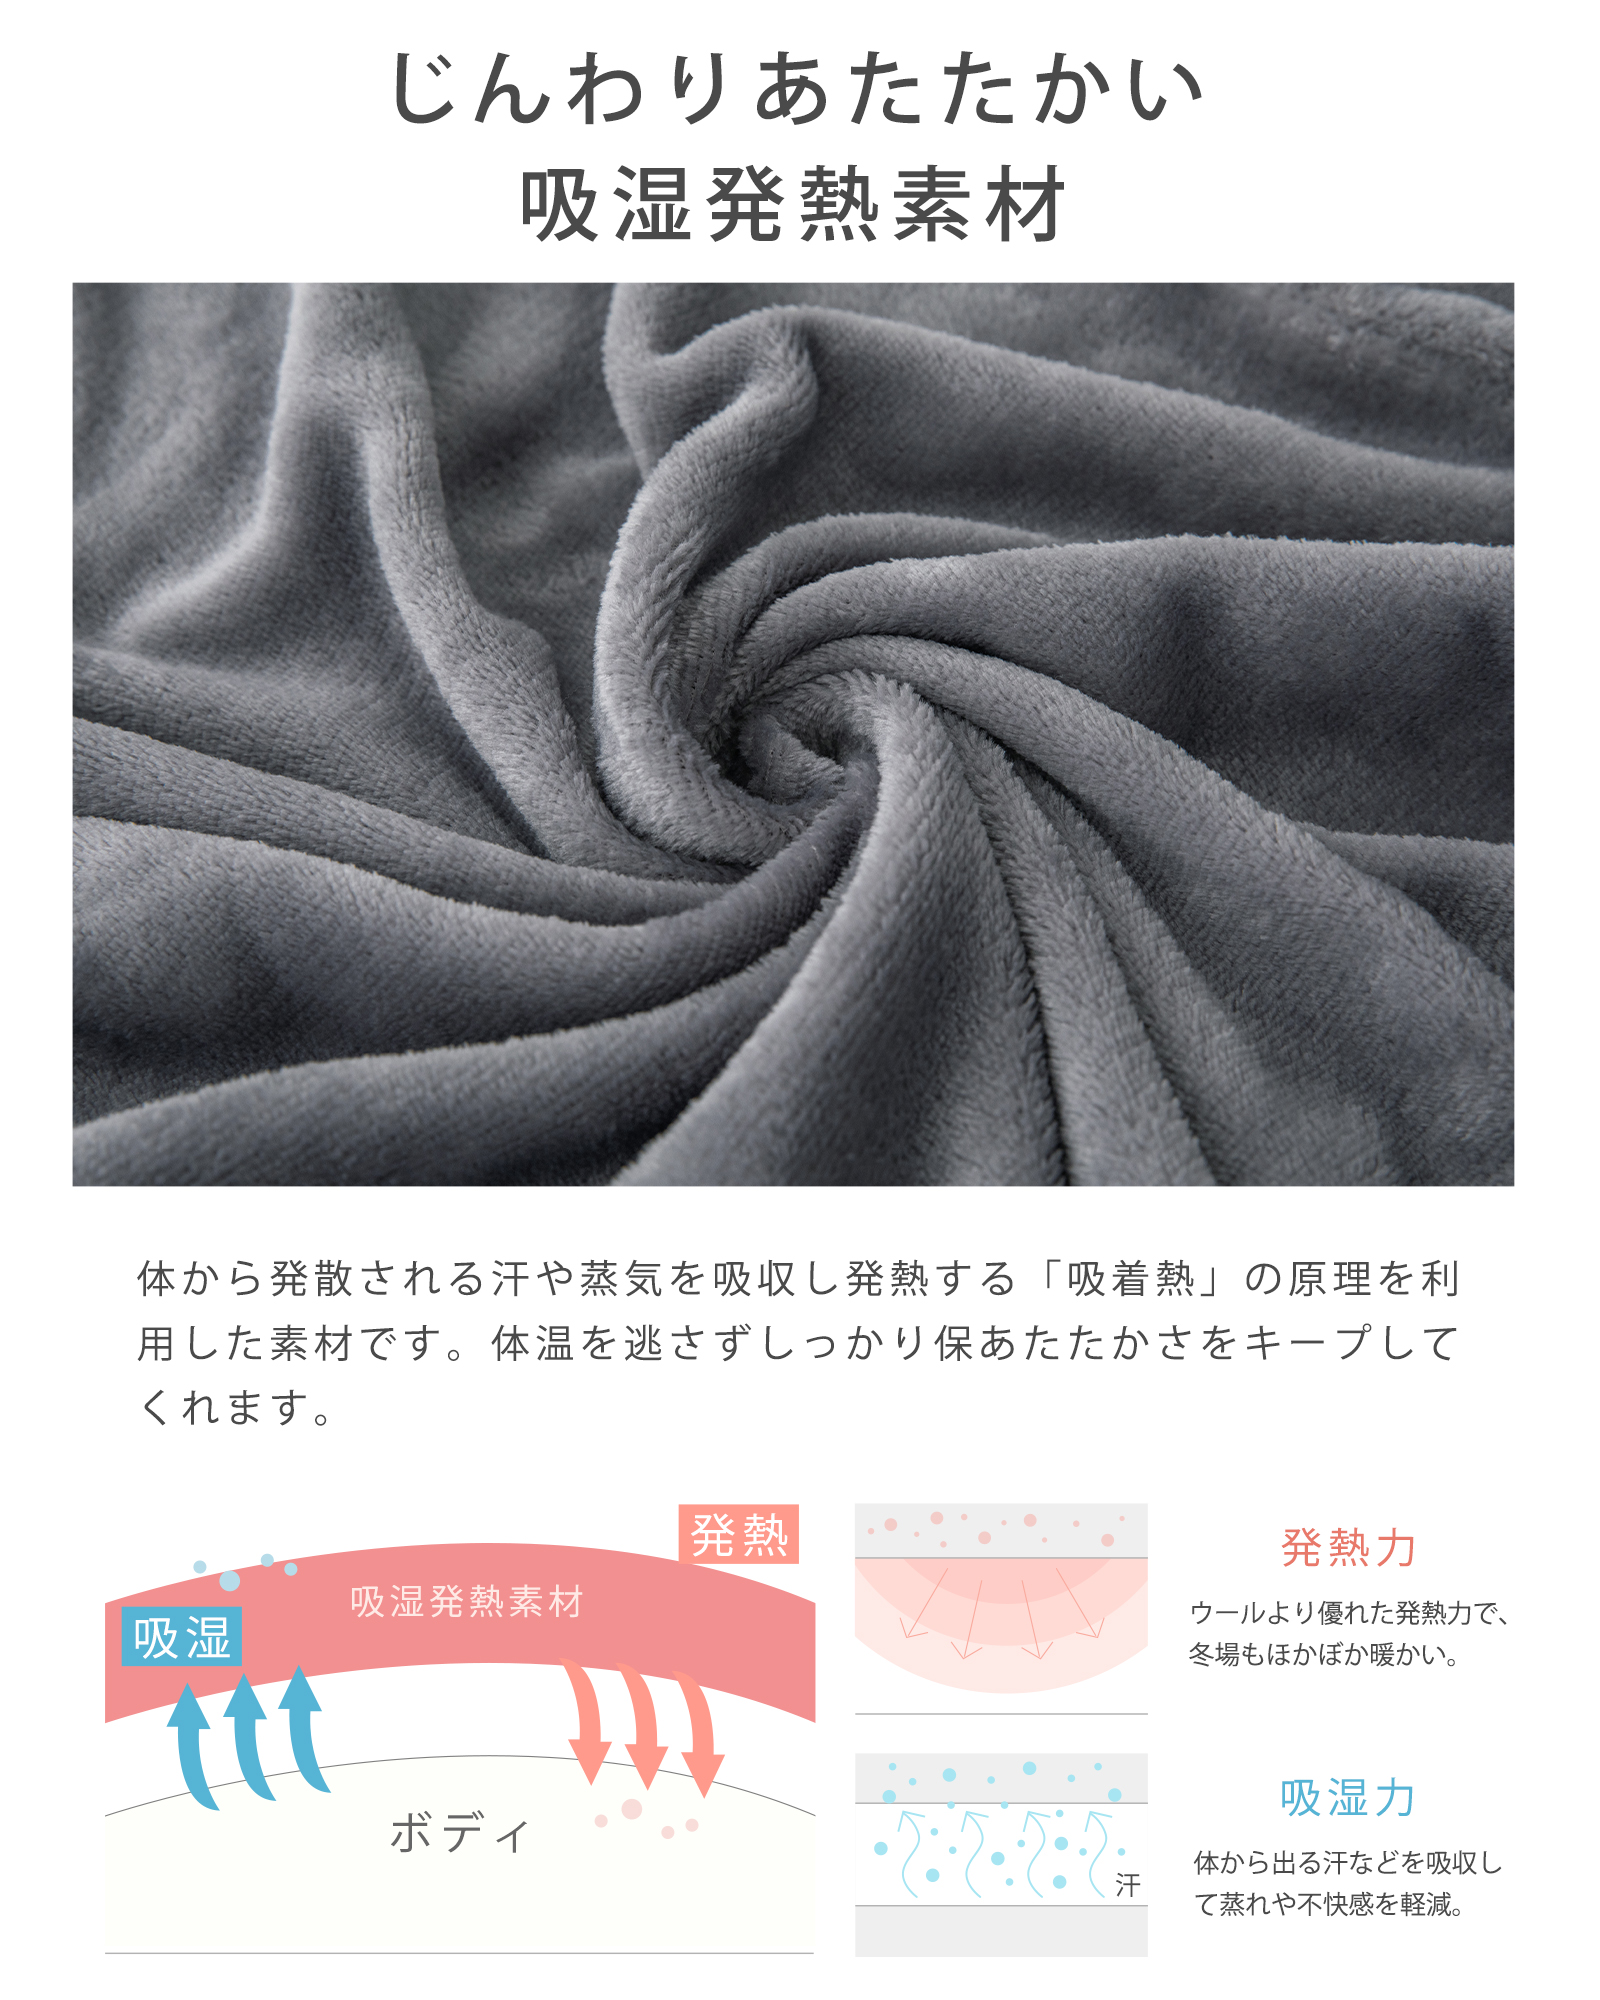 じんわりあたたかい
吸湿発熱素材
体から発散される汗や蒸気を吸収し発熱する「吸着熱」の原理を利
用した素材です。体温を逃さずしっかり保あたたかさをキープして
くれます。
発熱
吸湿発熱素材
吸湿
ボディ
発熱力
ウールより優れた発熱力で、
冬場もほかぽか暖かい。
吸湿力
体から出る汗などを吸収し
て蒸れや不快感を軽減。
汗